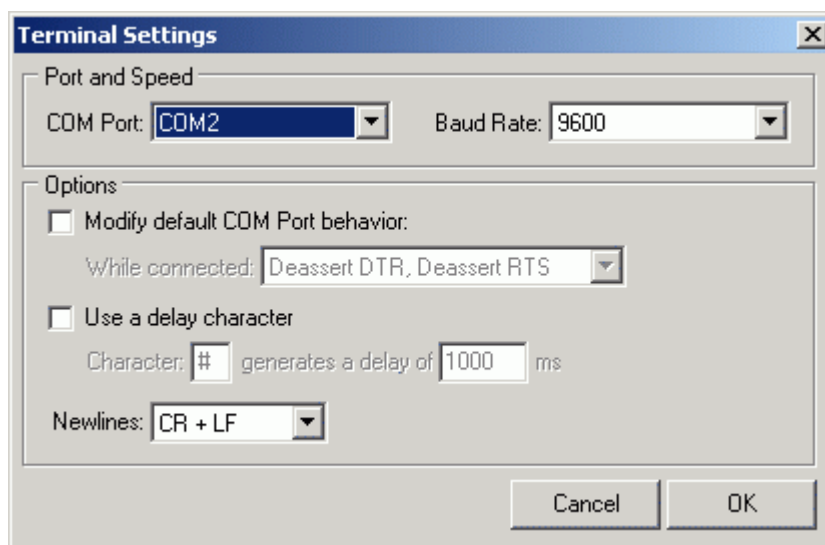 Terminal Settings
Port and Speed
COM Port: COM2 Baud Rate: 9600
Options
Modify default COM Port behavior:
While connected: Deassert DTR, Deassert RTS
Use a delay character
Character: # generates a delay of 1000 ms
Newlines: CR + LF
Cancel OK